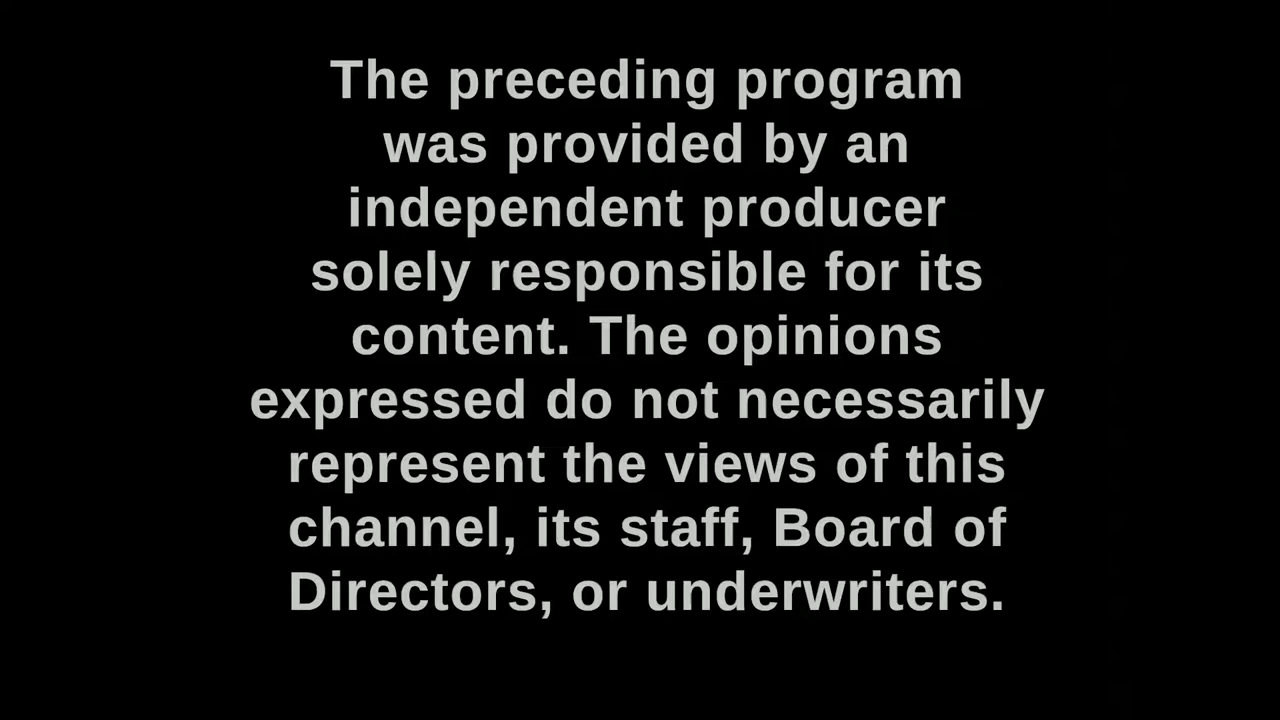 The preceding program
was provided by an
independent producer
solely responsible for its
content. The opinions
expressed do not necessarily
represent the views of this
channel, its staff, Board of
Directors, or underwriters.